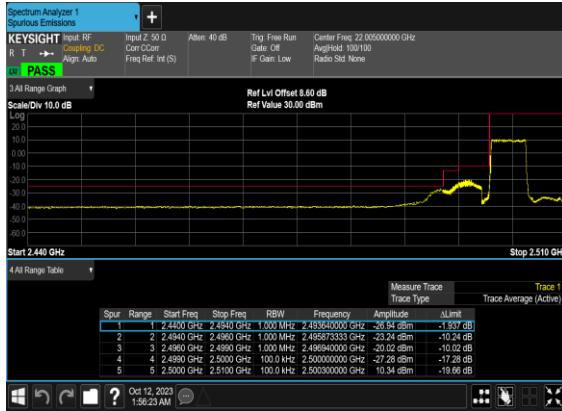 Spectrum Analyzer 1
Spurious Emissions
+
KEYSIGHT Input: RF Input Z: 50 Ω Atten: 40 dB Trig: Free Run Center Freq: 22.005000000 GHz
R T Coupling: DC Corr CCorr Gate: Off Avg|Hold: 100/100
Align: Auto Freq Ref: Int (S) IF Gain: Low Radio Std: None
LXI PASS
3 All Range Graph Ref Lvl Offset 8.60 dB
Scale/Div 10.0 dB Ref Value 30.00 dBm
Log
20.0
10.0
0.00
-10.0
-20.0
-30.0
-40.0
-50.0
-60.0
Start 2.440 GHz Stop 2.510 GH
4 All Range Table
Measure Trace Trace 1
Trace Type Trace Average (Active)
Spur Range Start Freq Stop Freq RBW Frequency Amplitude ΔLimit
1 1 2.4400 GHz 2.4940 GHz 1.000 MHz 2.493640000 GHz -26.94 dBm -1.937 dB
2 2 2.4940 GHz 2.4960 GHz 1.000 MHz 2.495873333 GHz -23.24 dBm -10.24 dB
3 3 2.4960 GHz 2.4990 GHz 1.000 MHz 2.496940000 GHz -20.02 dBm -10.02 dB
4 4 2.4990 GHz 2.5000 GHz 100.0 kHz 2.500000000 GHz -27.28 dBm -17.28 dB
5 5 2.5000 GHz 2.5100 GHz 100.0 kHz 2.500300000 GHz 10.34 dBm -19.66 dB
? Oct 12, 2023
1:56:23 AM